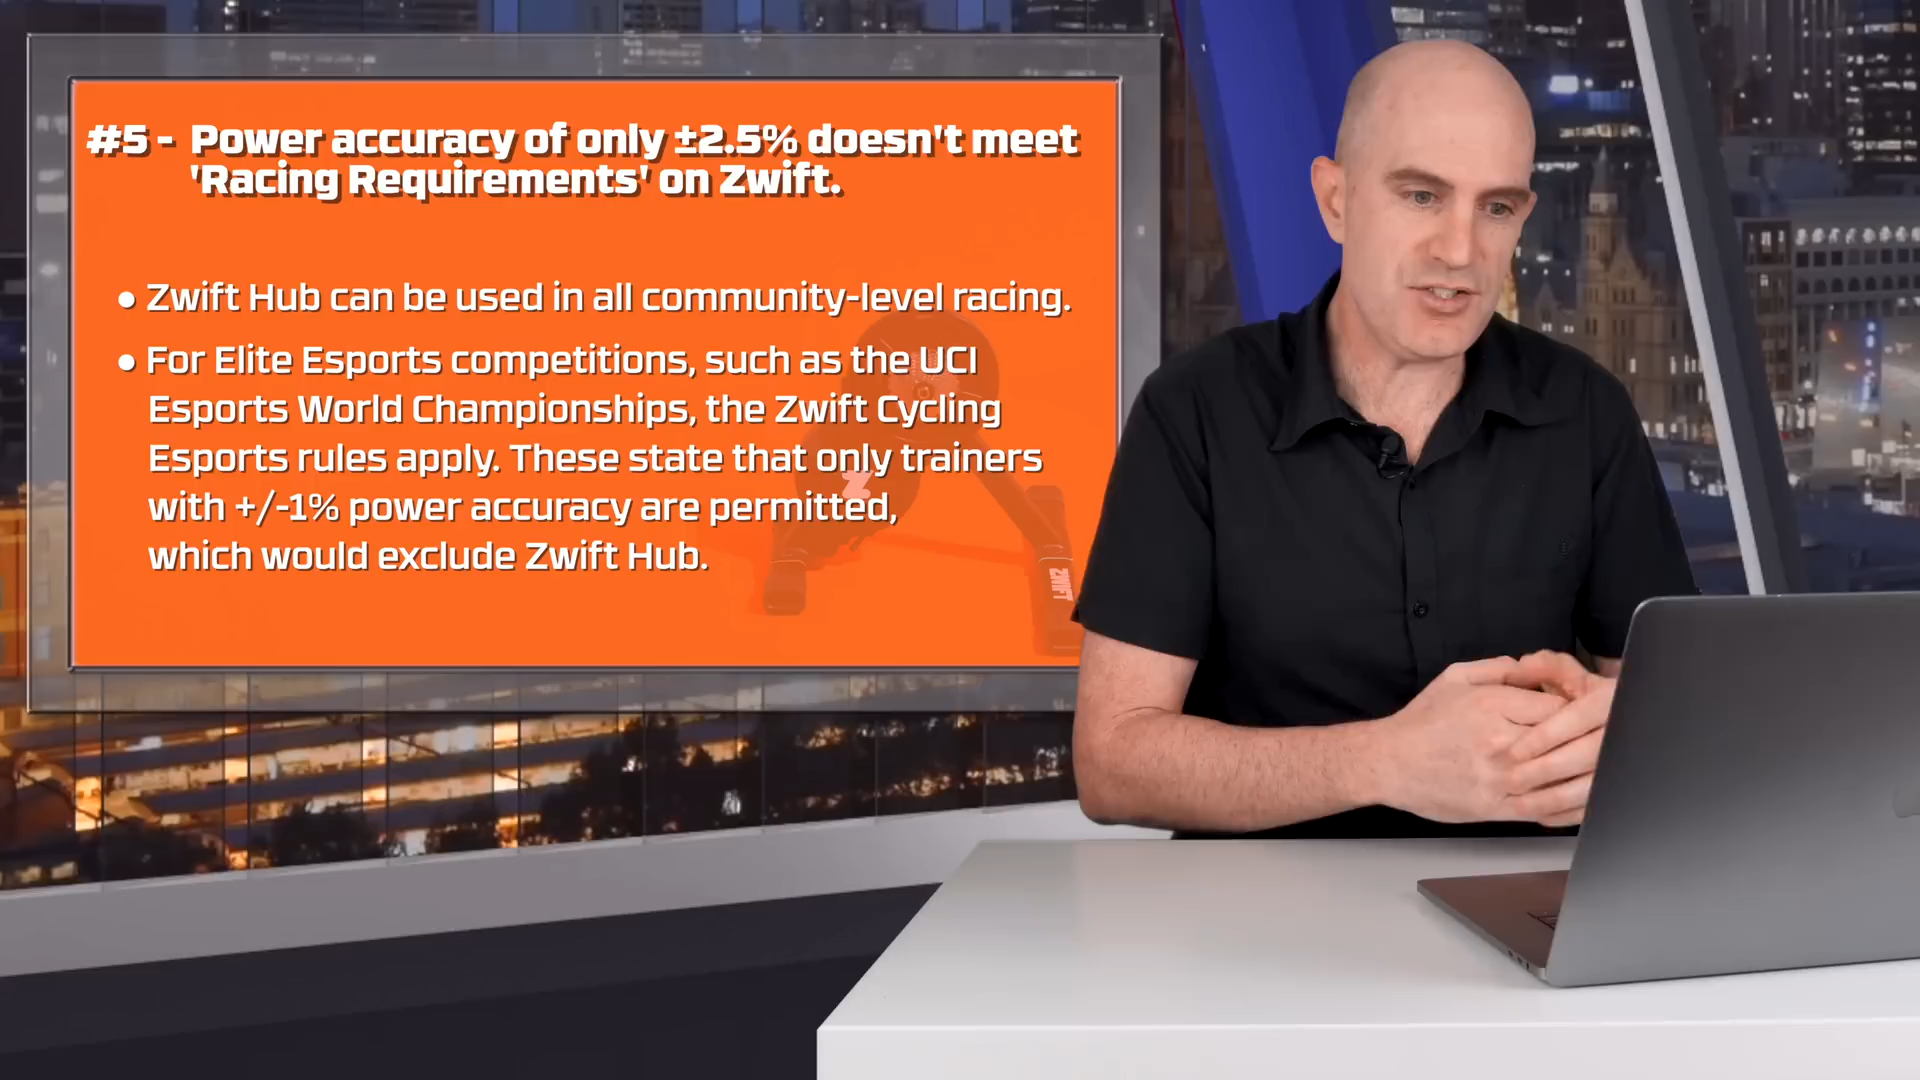 #5 - Power accuracy of only ±2.5% doesn't meet
'Racing Requirements' on Zwift.
● Zwift Hub can be used in all community-level racing.
● For Elite Esports competitions, such as the UCI
Esports World Championships, the Zwift Cycling
Esports rules apply. These state that only trainers
with +/-1% power accuracy are permitted,
which would exclude Zwift Hub.
ZWIFT